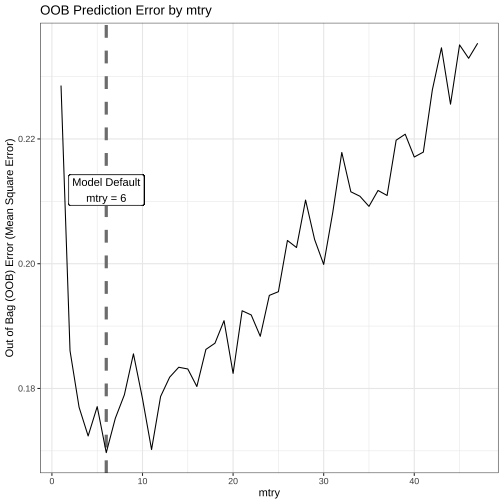 OOB Prediction Error by mtry
Out of Bag (OOB) Error (Mean Square Error)
0.22
0.20
0.18
Model Default
mtry = 6
0 10 20 30 40
mtry